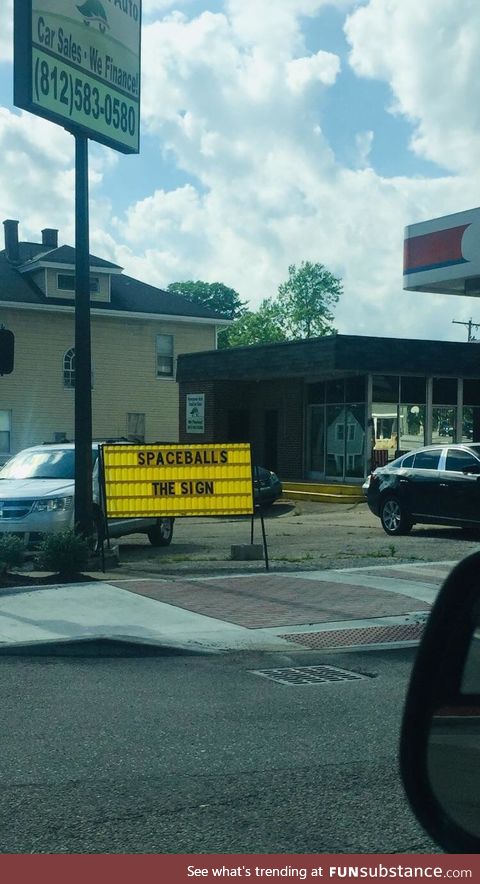 Auto
Car Sales • We Finance!
(812)583-0580
SPACEBALLS
THE SIGN
See what's trending at FUNsubstance.com